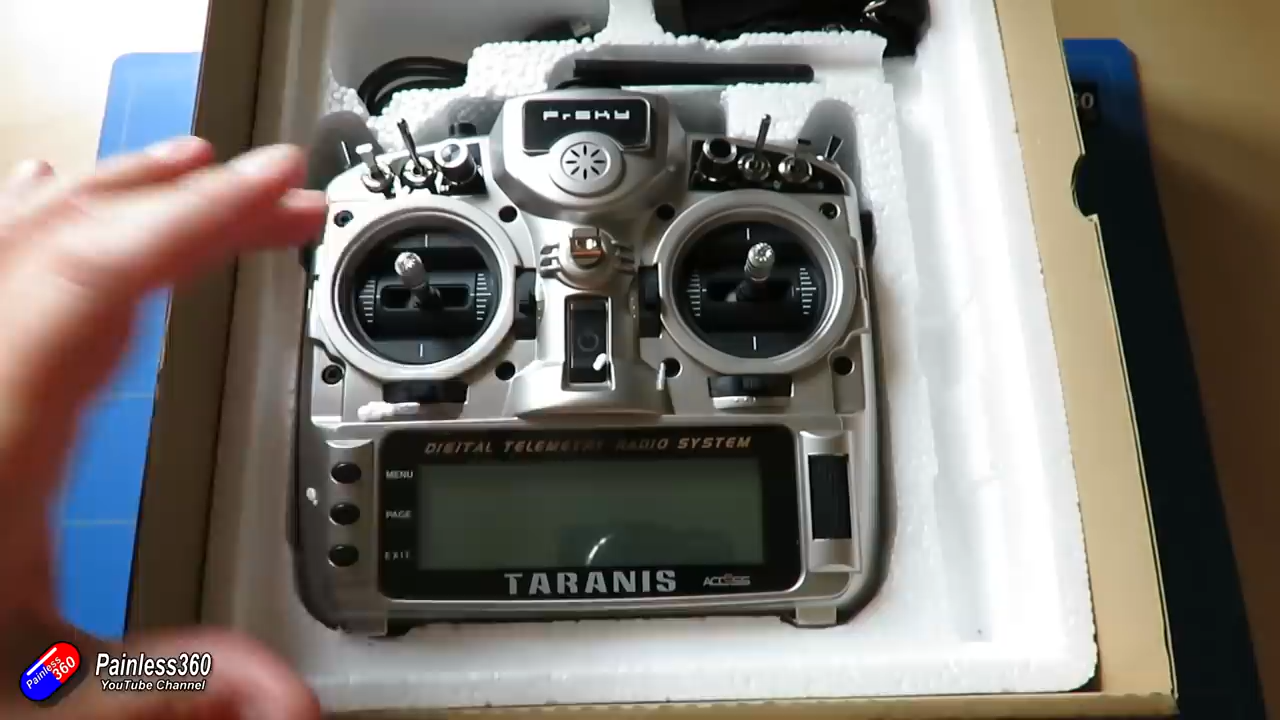 FrSKY
DIGITAL TELEMETRY RADIO SYSTEM
MENU
PAGE
EXIT
TARANIS ACCESS
Painless360
Painless360
YouTube Channel